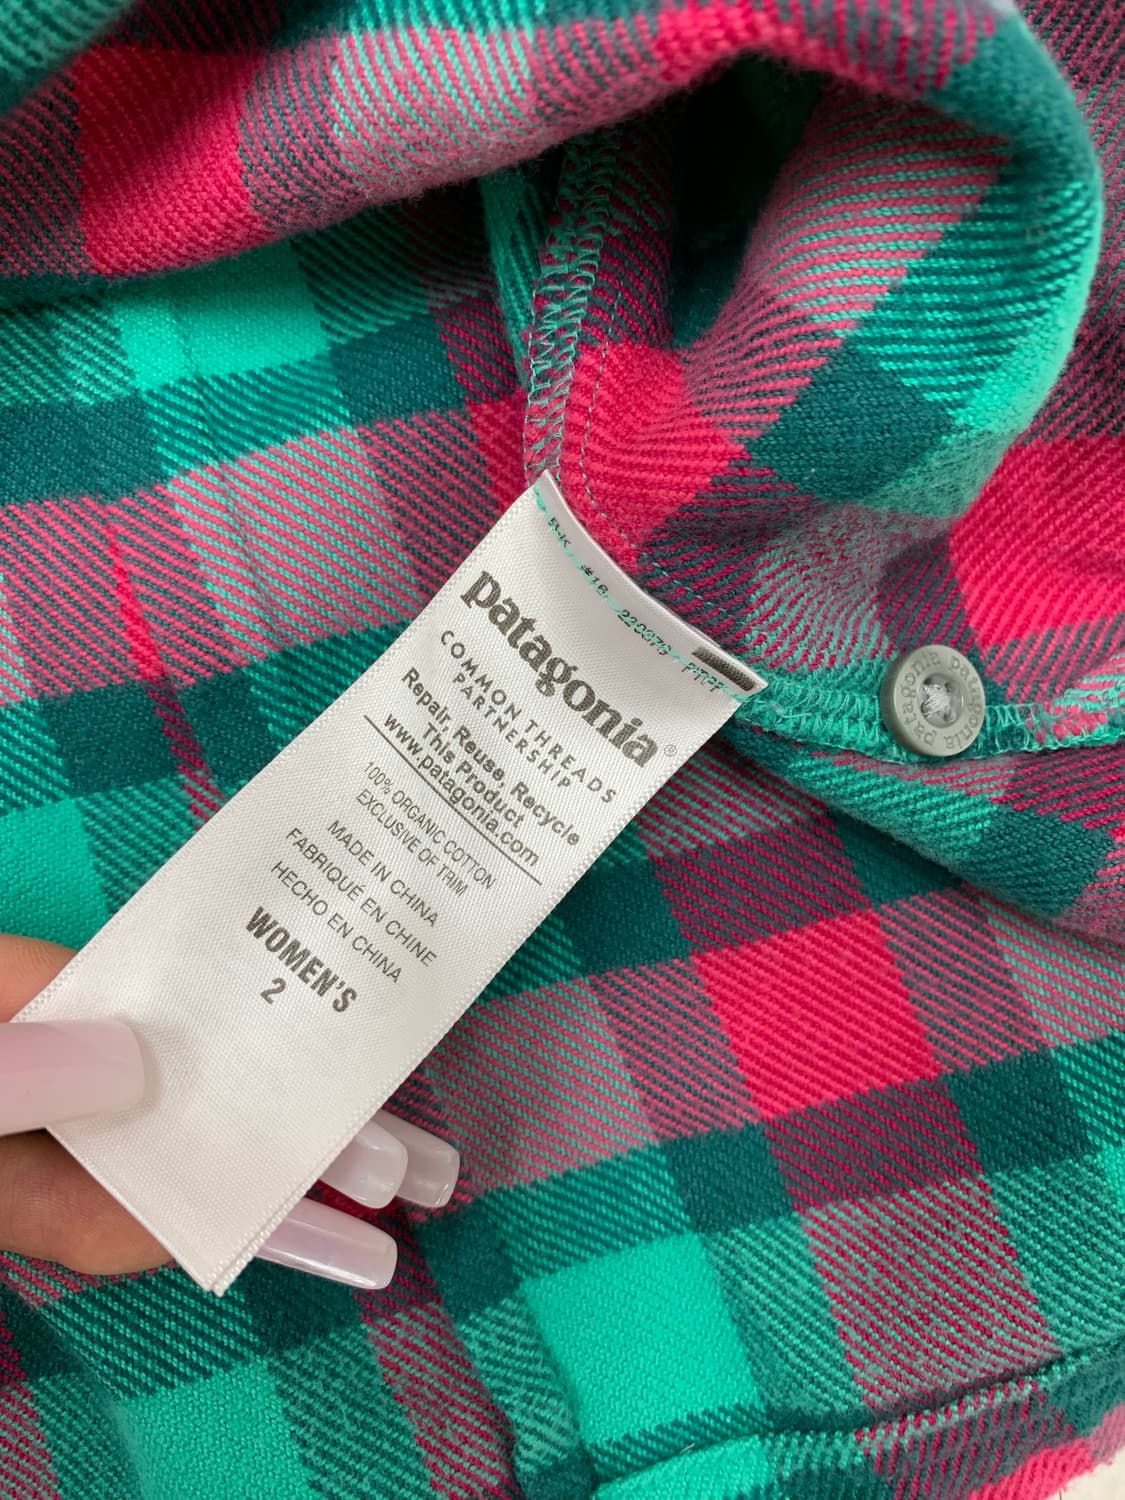 patagonia®
COMMON THREADS
PARTNERSHIP
Repair, Reuse, Recycle
This Product
www.patagonia.com
100% ORGANIC COTTON
EXCLUSIVE OF TRIM
MADE IN CHINA
FABRIQUÉ EN CHINE
HECHO EN CHINA
WOMEN'S
2
patagonia patagonia